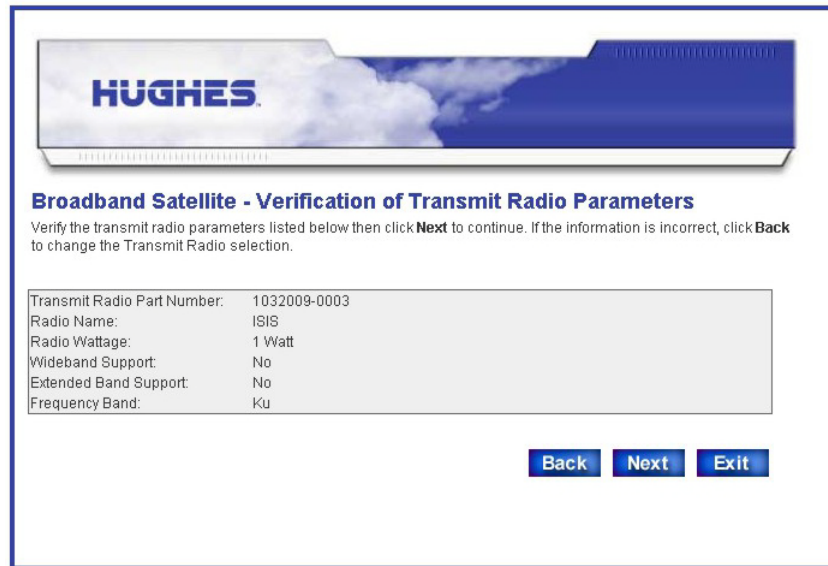 HUGHES.
Broadband Satellite - Verification of Transmit Radio Parameters
Verify the transmit radio parameters listed below then click Next to continue. If the information is incorrect, click Back
to change the Transmit Radio selection.
Transmit Radio Part Number: 1032009-0003
Radio Name: ISIS
Radio Wattage: 1 Watt
Wideband Support: No
Extended Band Support: No
Frequency Band: Ku
Back Next Exit